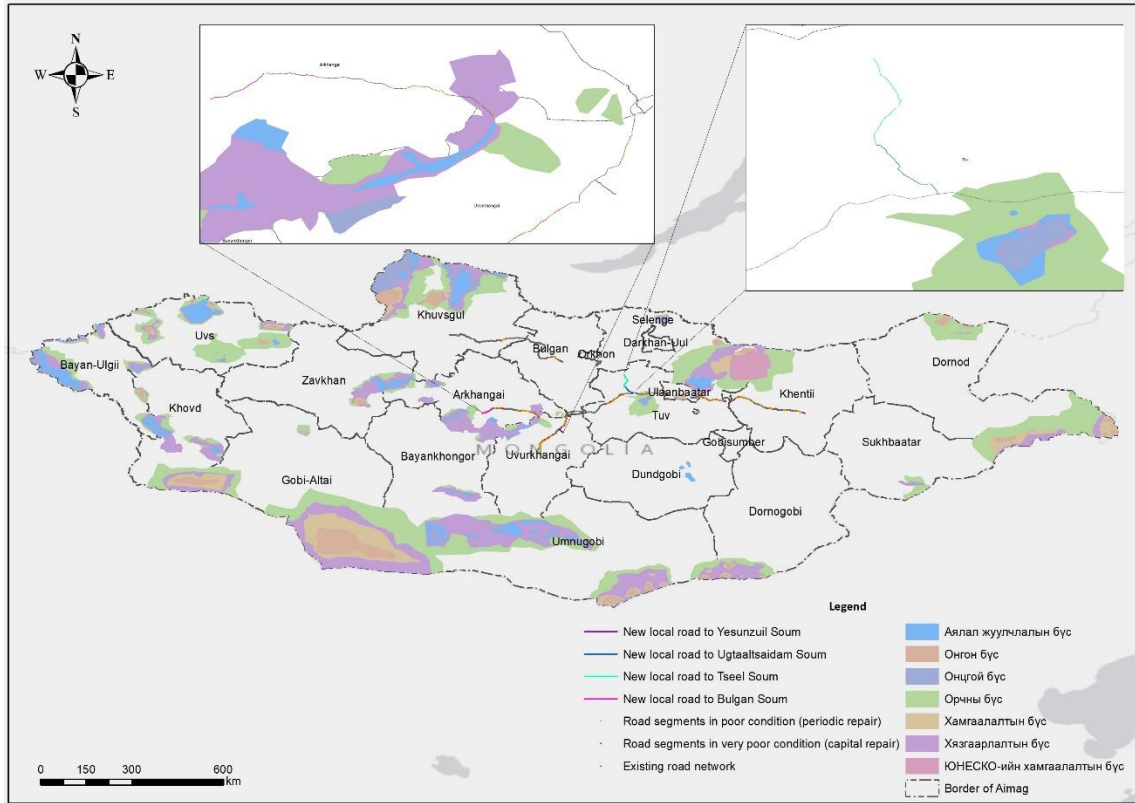 N
W E
S
Arkhangai
Uvurkhangai
Bayankhongor
Tuv
Khuvsgul
Selenge
Darkhan-Uul
Dornod
Uvs
Bulgan
Orkhon
Bayan-Ulgii
Zavkhan
Arkhangai
Ulaanbaatar
Khentii
Khovd
Tuv
Gobisumber
Sukhbaatar
MONGOLIA
Bayankhongor
Uvurkhangai
Dundgobi
Gobi-Altai
Dornogobi
Umnugobi
Legend
New local road to Yesunzuil Soum
New local road to Ugtaaltsaidam Soum
New local road to Tseel Soum
New local road to Bulgan Soum
Road segments in poor condition (periodic repair)
Road segments in very poor condition (capital repair)
Existing road network
Аялал жуулчлалын бүс
Онгон бүс
Онцгой бүс
Орчны бүс
Хамгаалалтын бүс
Хязгаарлалтын бүс
ЮНЕСКО-ийн хамгаалалтын бүс
Border of Aimag
0 150 300 600
km